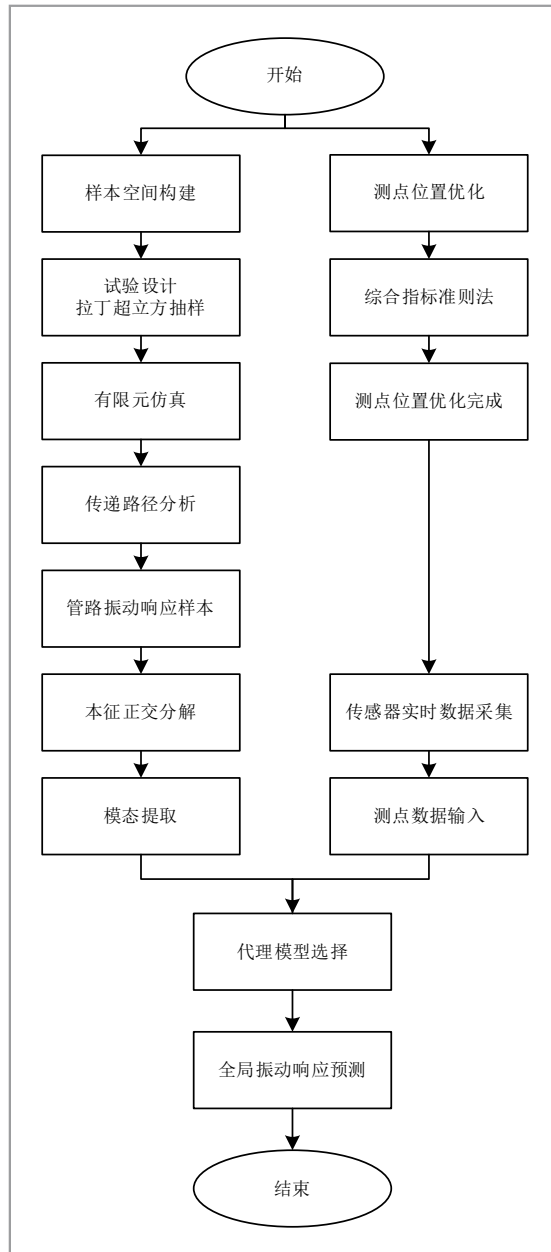 开始
样本空间构建
试验设计
拉丁超立方抽样
有限元仿真
传递路径分析
管路振动响应样本
本征正交分解
模态提取
测点位置优化
综合指标准则法
测点位置优化完成
传感器实时数据采集
测点数据输入
代理模型选择
全局振动响应预测
结束